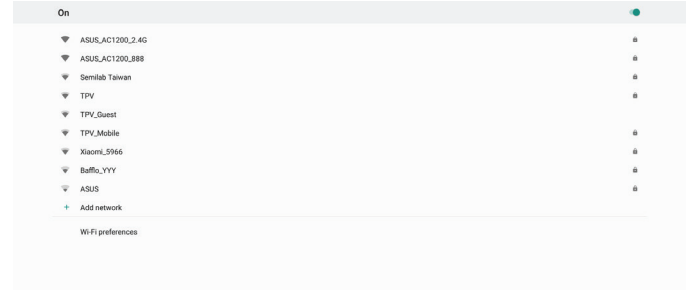 On
ASUS_AC1200_2.4G
ASUS_AC1200_888
Semilab Taiwan
TPV
TPV_Guest
TPV_Mobile
Xiaomi_5966
Bafflo_YYY
ASUS
+ Add network
Wi-Fi preferences